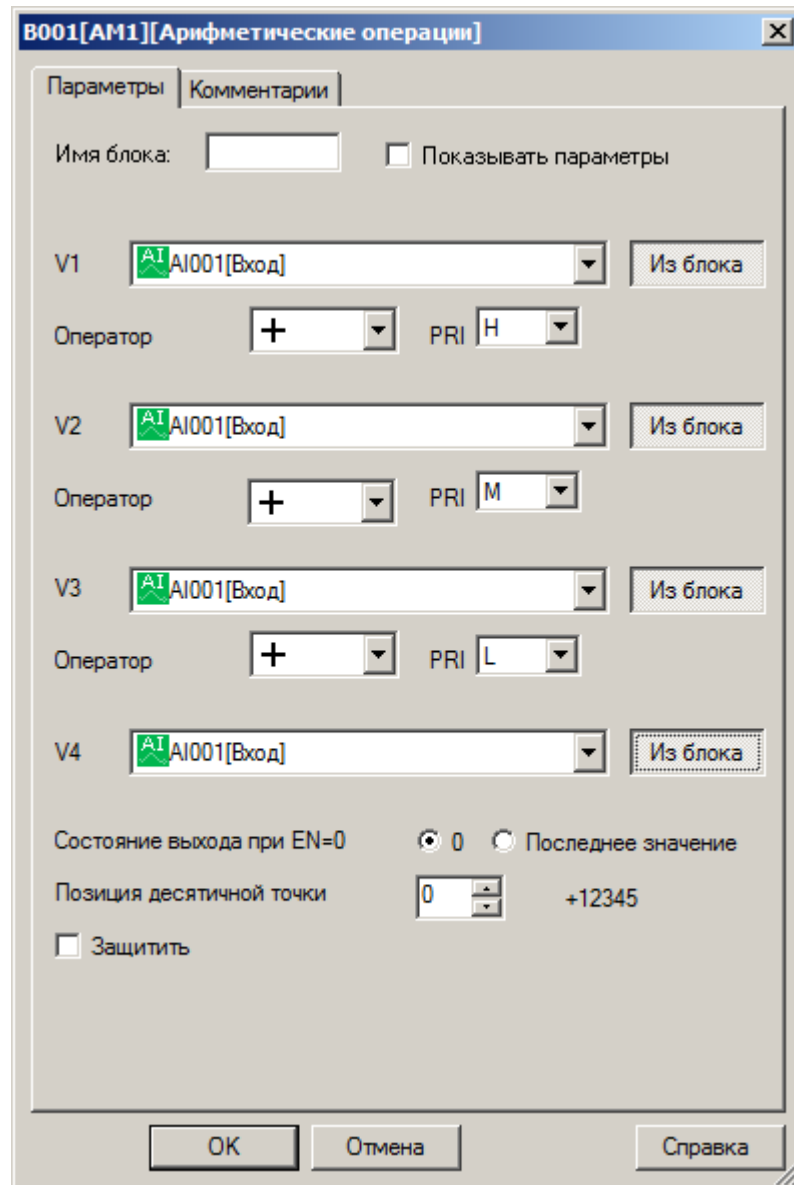 B001[AM1][Арифметические операции]
Параметры Комментарии
Имя блока: Показывать параметры
V1 AI AI001[Вход] Из блока
Оператор + PRI H
V2 AI AI001[Вход] Из блока
Оператор + PRI M
V3 AI AI001[Вход] Из блока
Оператор + PRI L
V4 AI AI001[Вход] Из блока
Состояние выхода при EN=0 0 Последнее значение
Позиция десятичной точки 0 +12345
Защитить
OK Отмена Справка